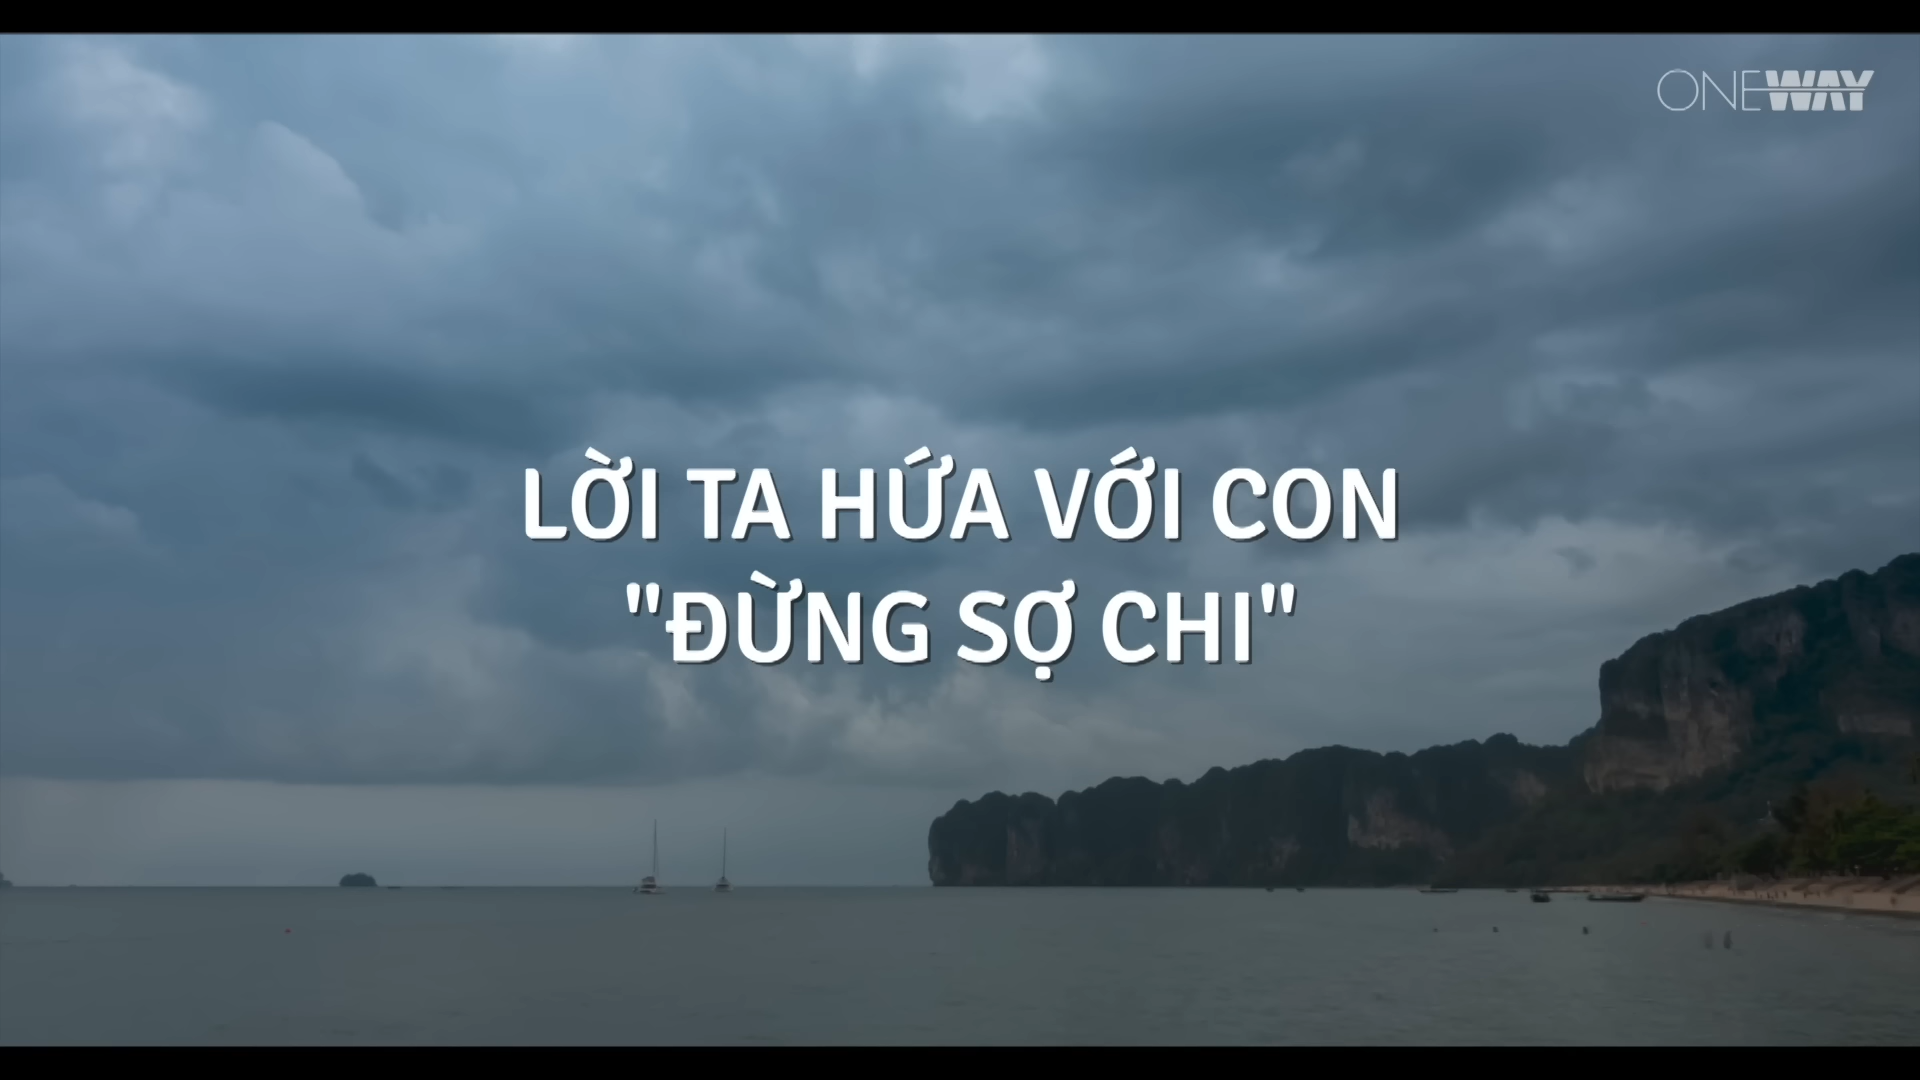 ONEWAY
LỜI TA HỨA VỚI CON
"ĐỪNG SỢ CHI"